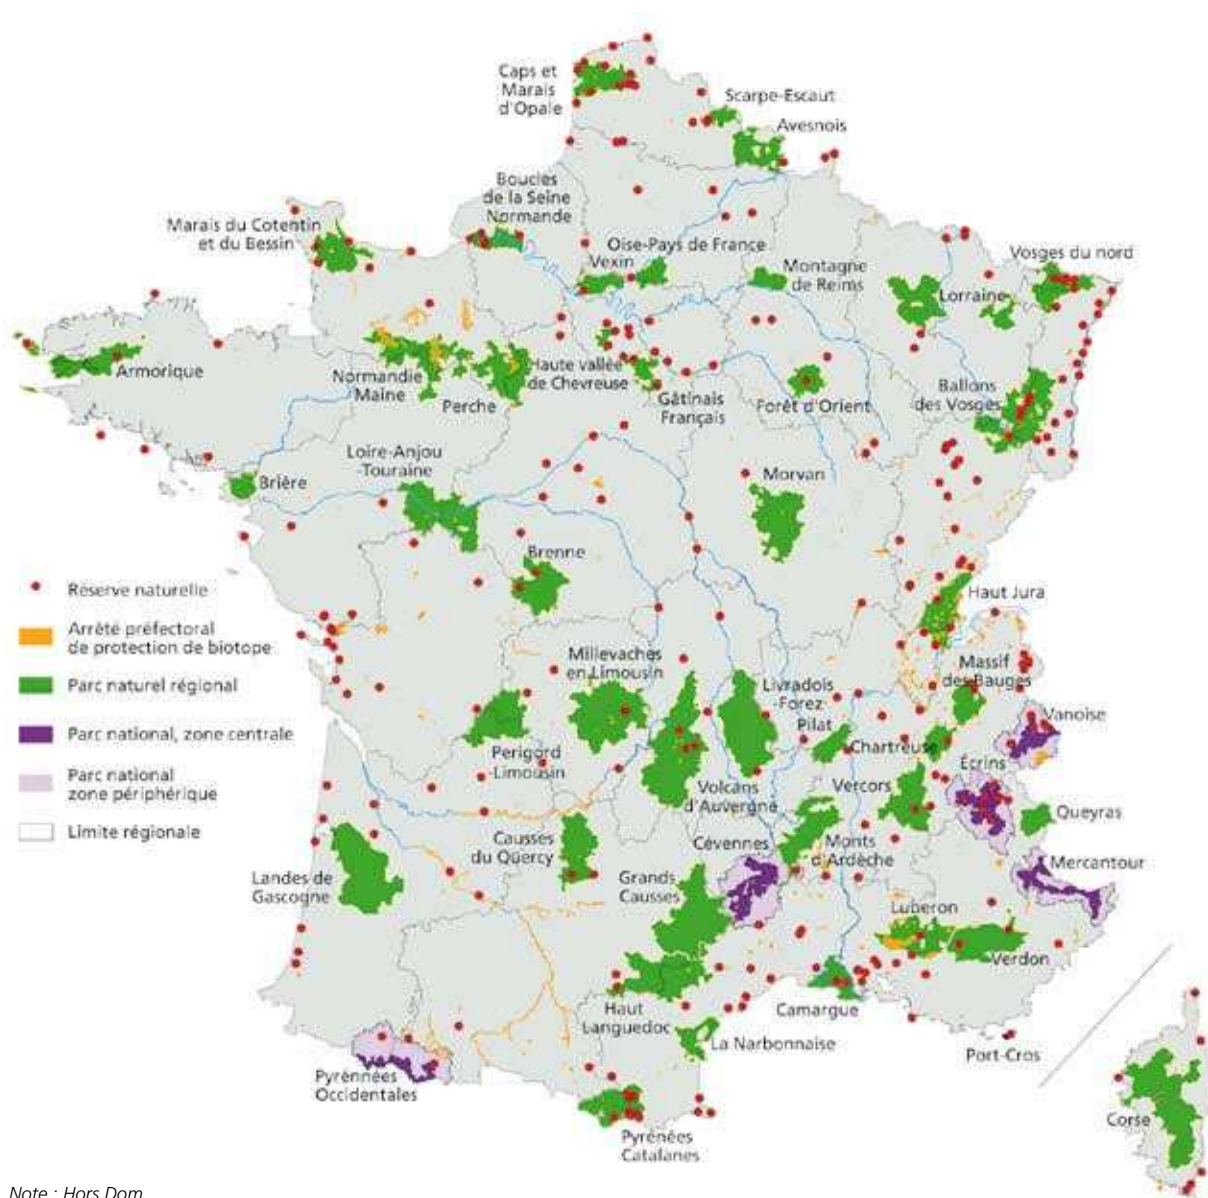 Caps et
Marais
d'Opale
Scarpe-Escaut
Avesnois
Boucles
de la Seine
Normande
Marais du Cotentin
et du Bessin
Oise-Pays de France
Vexin
Montagne
de Reims
Vosges du nord
Lorraine
Armorique
Normandie
Maine
Perche
Haute vallée
de Chevreuse
Gâtinais
Français
Forêt d'Orient
Ballons
des Vosges
Loire-Anjou
-Touraine
Brière
Morvan
Brenne
Haut Jura
Réserve naturelle
Arrêté préfectoral
de protection de biotope
Parc naturel régional
Parc national, zone centrale
Parc national
zone périphérique
Limite régionale
Millevaches
en Limousin
Livradois
-Forez
Massif
des Bauges
Pilat
Vanoise
Chartreuse
Périgord
-Limousin
Écrins
Volcans
d'Auvergne
Vercors
Queyras
Causses
du Quercy
Cévennes
Monts
d'Ardèche
Mercantour
Landes de
Gascogne
Grands
Causses
Luberon
Verdon
Haut
Languedoc
Camargue
La Narbonnaise
Port-Cros
Pyrénnées
Occidentales
Pyrénées
Catalanes
Corse
Note : Hors Dom